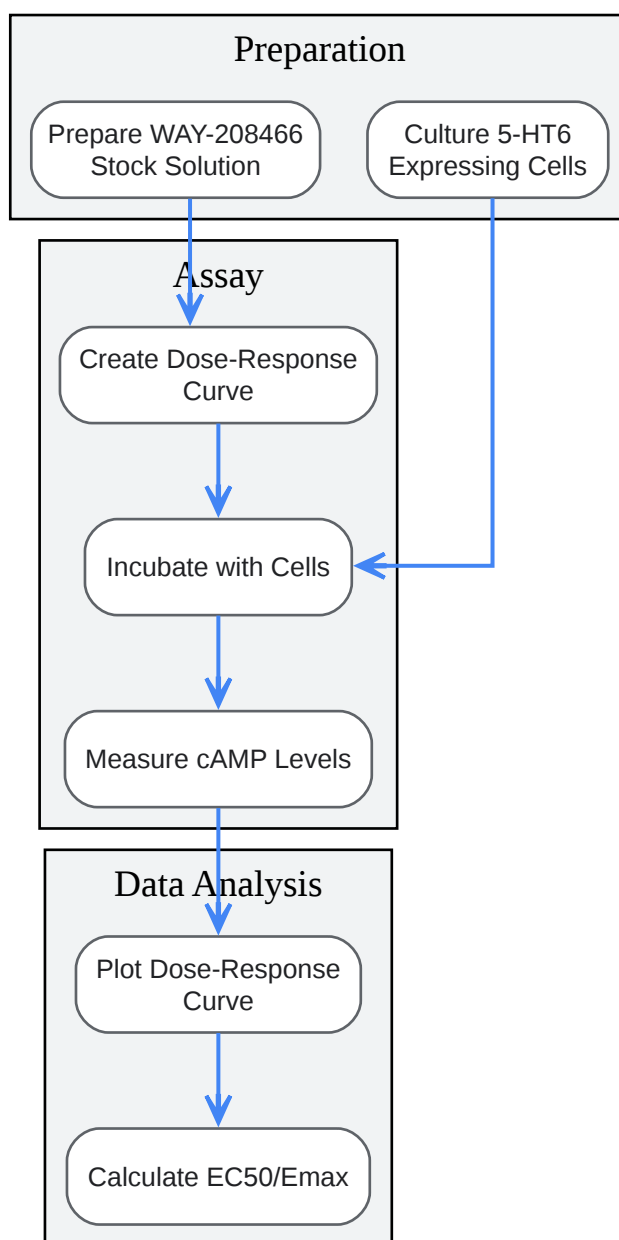 Preparation
Prepare WAY-208466
Stock Solution
Culture 5-HT6
Expressing Cells
Assay
Create Dose-Response
Curve
Incubate with Cells
Measure cAMP Levels
Data Analysis
Plot Dose-Response
Curve
Calculate EC50/Emax